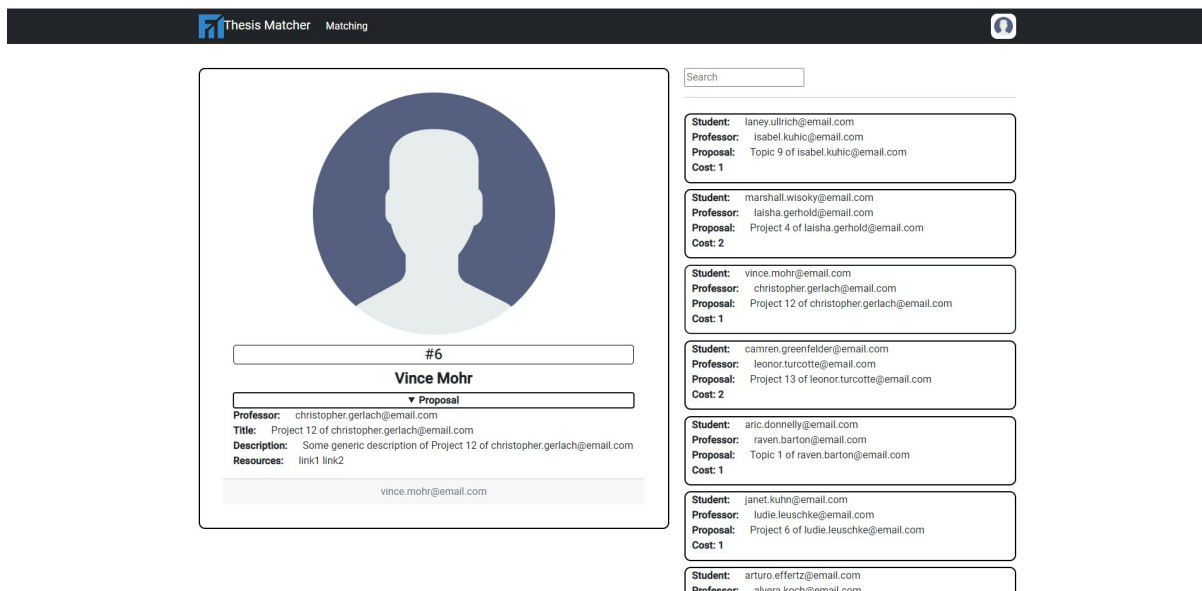 Thesis Matcher Matching
#6
Vince Mohr
▼ Proposal
Professor: christopher.gerlach@email.com
Title: Project 12 of christopher.gerlach@email.com
Description: Some generic description of Project 12 of christopher.gerlach@email.com
Resources: link1 link2
vince.mohr@email.com
Search
Student: laney.ullrich@email.com
Professor: isabel.kuhic@email.com
Proposal: Topic 9 of isabel.kuhic@email.com
Cost: 1
Student: marshall.wisoky@email.com
Professor: laisha.gerhold@email.com
Proposal: Project 4 of laisha.gerhold@email.com
Cost: 2
Student: vince.mohr@email.com
Professor: christopher.gerlach@email.com
Proposal: Project 12 of christopher.gerlach@email.com
Cost: 1
Student: camren.greenfelder@email.com
Professor: leonor.turcotte@email.com
Proposal: Project 13 of leonor.turcotte@email.com
Cost: 2
Student: aric.donnelly@email.com
Professor: raven.barton@email.com
Proposal: Topic 1 of raven.barton@email.com
Cost: 1
Student: janet.kuhn@email.com
Professor: ludie.leuschke@email.com
Proposal: Project 6 of ludie.leuschke@email.com
Cost: 1
Student: arturo.effertz@email.com
Professor: alvera.koch@email.com